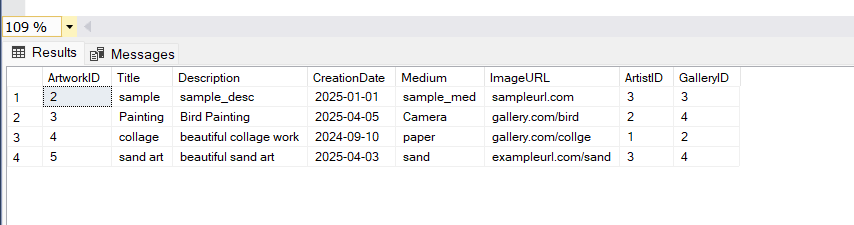 109 %
Results Messages
ArtworkID Title Description CreationDate Medium ImageURL ArtistID GalleryID
1 2 sample sample_desc 2025-01-01 sample_med sampleurl.com 3 3
2 3 Painting Bird Painting 2025-04-05 Camera gallery.com/bird 2 4
3 4 collage beautiful collage work 2024-09-10 paper gallery.com/collge 1 2
4 5 sand art beautiful sand art 2025-04-03 sand exampleurl.com/sand 3 4